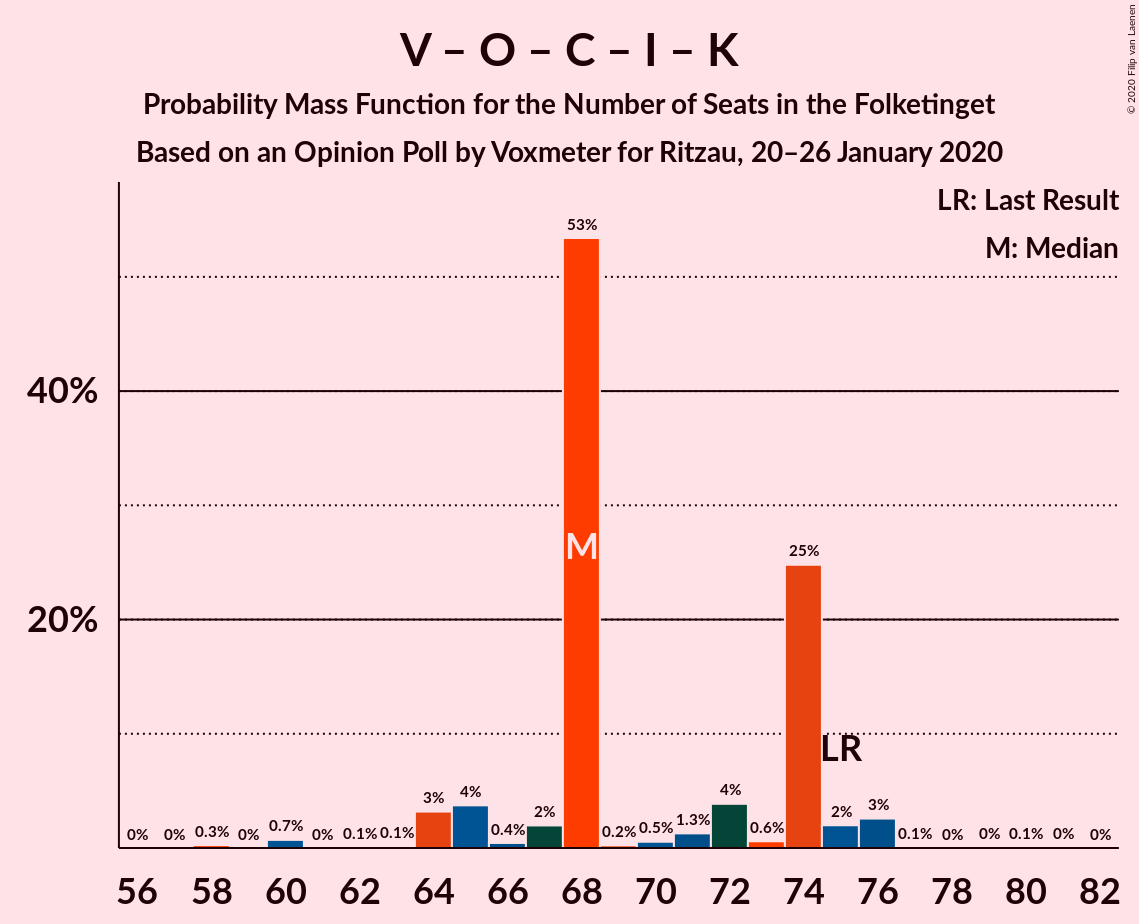 V – O – C – I – K
Probability Mass Function for the Number of Seats in the Folketinget
Based on an Opinion Poll by Voxmeter for Ritzau, 20–26 January 2020
© 2020 Filip van Laenen
LR: Last Result
M: Median
40%
20%
0% 0% 0.3% 0% 0.7% 0% 0.1% 0.1% 3% 4% 0.4% 2% 53% 0.2% 0.5% 1.3% 4% 0.6% 25% 2% 3% 0.1% 0% 0% 0.1% 0% 0%
M
LR
56 58 60 62 64 66 68 70 72 74 76 78 80 82